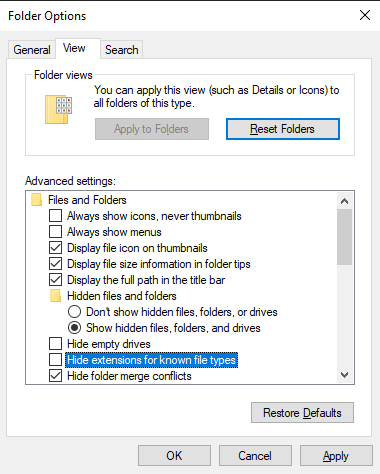 Folder Options
General
View
Search
Folder views
You can apply this view (such as Details or Icons) to
all folders of this type.
Apply to Folders
Reset Folders
Advanced settings:
Files and Folders
Always show icons, never thumbnails
Always show menus
Display file icon on thumbnails
Display file size information in folder tips
Display the full path in the title bar
Hidden files and folders
Don't show hidden files, folders, or drives
Show hidden files, folders, and drives
Hide empty drives
Hide extensions for known file types
Hide folder merge conflicts
Restore Defaults
OK
Cancel
Apply